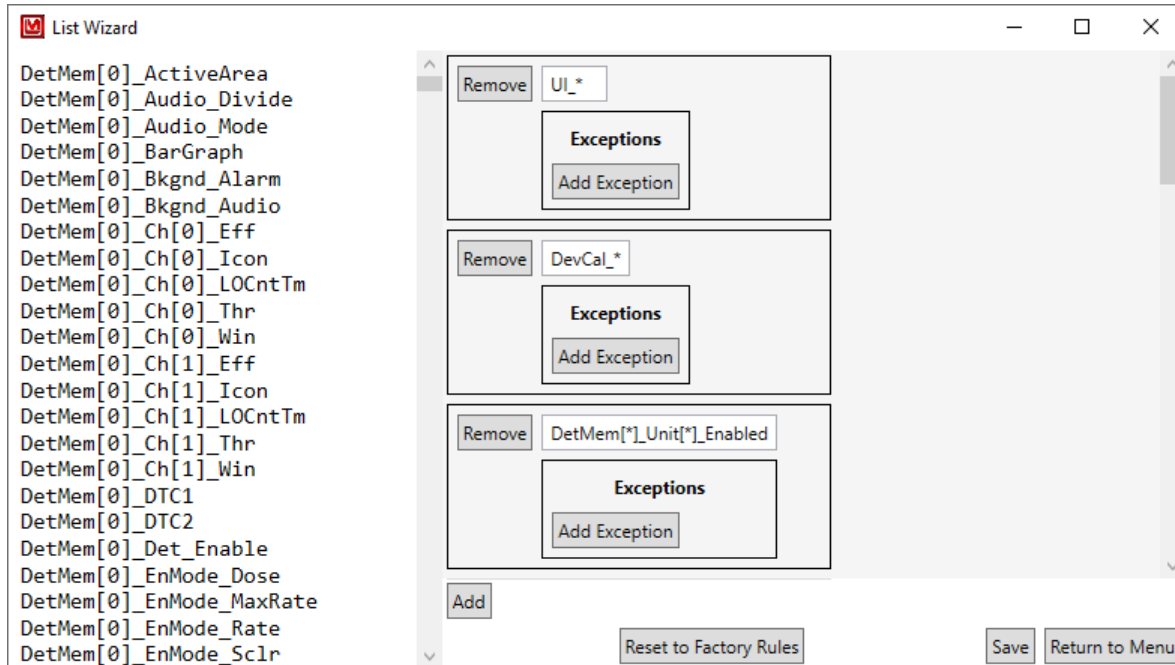 List Wizard
DetMem[0]_ActiveArea
DetMem[0]_Audio_Divide
DetMem[0]_Audio_Mode
DetMem[0]_BarGraph
DetMem[0]_Bkgnd_Alarm
DetMem[0]_Bkgnd_Audio
DetMem[0]_Ch[0]_Eff
DetMem[0]_Ch[0]_Icon
DetMem[0]_Ch[0]_LOCntTm
DetMem[0]_Ch[0]_Thr
DetMem[0]_Ch[0]_Win
DetMem[0]_Ch[1]_Eff
DetMem[0]_Ch[1]_Icon
DetMem[0]_Ch[1]_LOCntTm
DetMem[0]_Ch[1]_Thr
DetMem[0]_Ch[1]_Win
DetMem[0]_DTC1
DetMem[0]_DTC2
DetMem[0]_Det_Enable
DetMem[0]_EnMode_Dose
DetMem[0]_EnMode_MaxRate
DetMem[0]_EnMode_Rate
DetMem[0]_EnMode_Sclr
Remove UI_*
Exceptions
Add Exception
Remove DevCal_*
Exceptions
Add Exception
Remove DetMem[*]_Unit[*]_Enabled
Exceptions
Add Exception
Add
Reset to Factory Rules Save Return to Menu